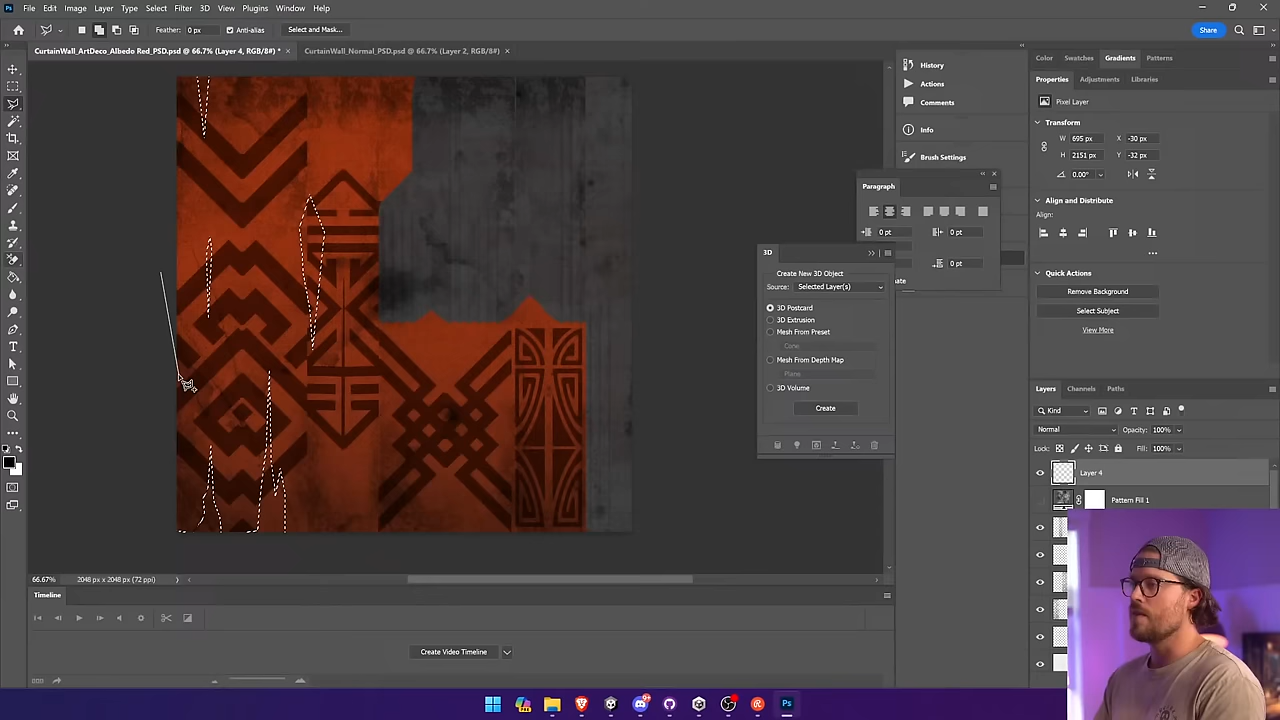 File Edit Image Layer Type Select Filter 3D View Plugins Window Help
Feather: 0 px Anti-alias Select and Mask... Share
CurtainWall_ArtDeco_Albedo Red_PSD.psd @ 66.7% (Layer 4, RGB/8#) * × CurtainWall_Normal_PSD.psd @ 66.7% (Layer 2, RGB/8#) ×
History
Actions
Comments
Info
Brush Settings
Paragraph
0 pt 0 pt
0 pt
3D
Create New 3D Object
Source: Selected Layer(s)
3D Postcard
3D Extrusion
Mesh From Preset
Cone
Mesh From Depth Map
Plane
3D Volume
Create
Color Swatches Gradients Patterns
Properties Adjustments Libraries
Pixel Layer
Transform
W 695 px X -30 px
H 2151 px Y -32 px
0.00°
Align and Distribute
Align:
Quick Actions
Remove Background
Select Subject
View More
Layers Channels Paths
Kind
Normal Opacity: 100%
Lock: Fill: 100%
Layer 4
Pattern Fill 1
66.67% 2048 px x 2048 px (72 ppi)
Timeline
Create Video Timeline